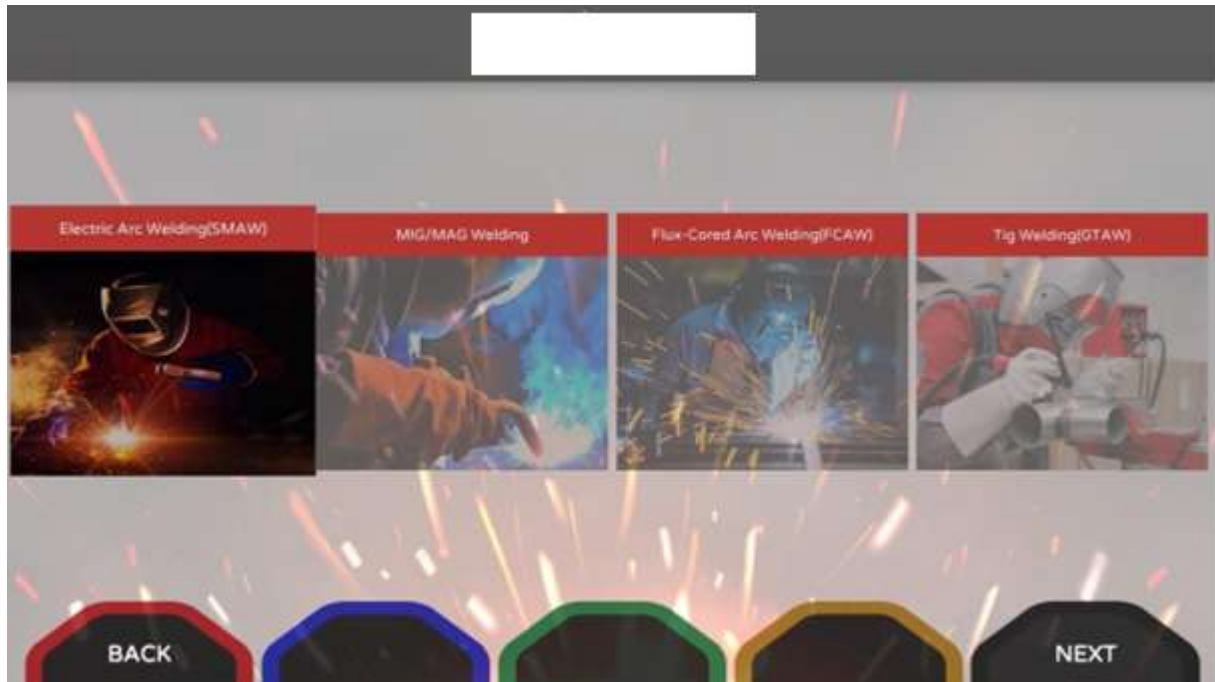 Electric Arc Welding(SMAW)
MIG/MAG Welding
Flux-Cored Arc Welding(FCAW)
Tig Welding(GTAW)
BACK
NEXT